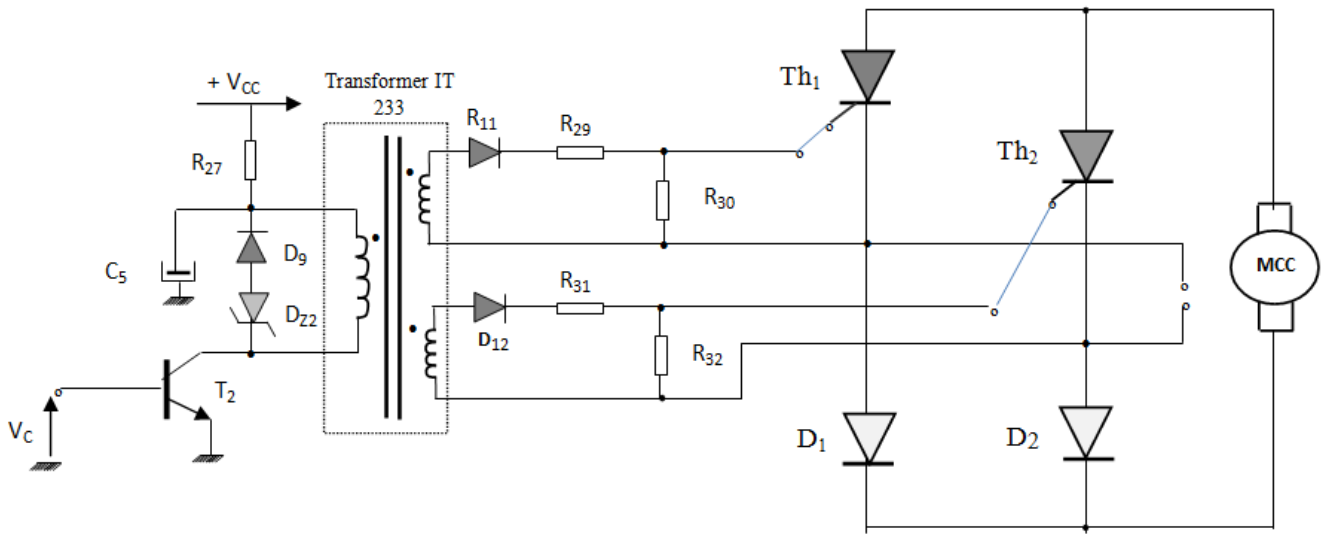 + VCC
Transformer IT
233
R27
R11
R29
R30
Th1
Th2
D9
C5
DZ2
R31
D12
R32
MCC
T2
VC
D1
D2